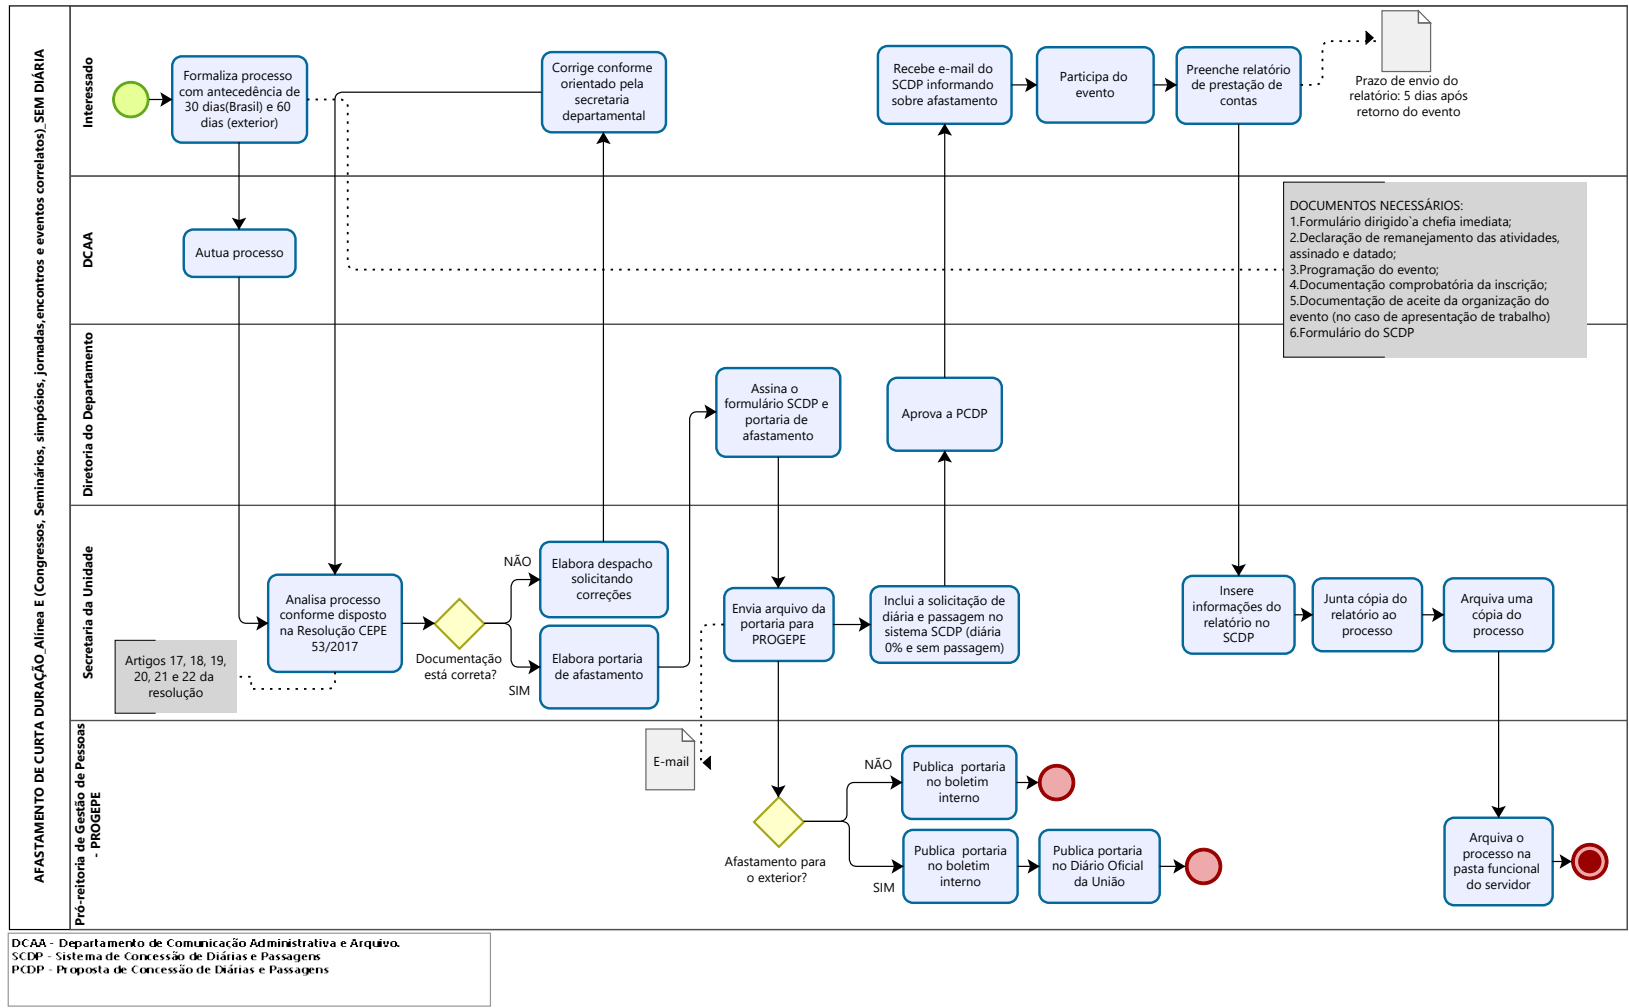 AFASTAMENTO DE CURTA DURAÇÃO_Alínea E (Congressos, Seminários, simpósios, jornadas,encontros e eventos correlatos)_SEM DIÁRIA
Interessado
Formaliza processo
com antecedência de
30 dias(Brasil) e 60
dias (exterior)
Corrige conforme
orientado pela
secretaria
departamental
Recebe e-mail do
SCDP informando
sobre afastamento
Participa do
evento
Preenche relatório
de prestação de
contas
Prazo de envio do
relatório: 5 dias após
retorno do evento
DCAA
Autua processo
DOCUMENTOS NECESSÁRIOS:
1.Formulário dirigido`a chefia imediata;
2.Declaração de remanejamento das atividades,
assinado e datado;
3.Programação do evento;
4.Documentação comprobatória da inscrição;
5.Documentação de aceite da organização do
evento (no caso de apresentação de trabalho)
6.Formulário do SCDP
Diretoria do Departamento
Assina o
formulário SCDP e
portaria de
afastamento
Aprova a PCDP
Secretaria da Unidade
Analisa processo
conforme disposto
na Resolução CEPE
53/2017
Artigos 17, 18, 19,
20, 21 e 22 da
resolução
Documentação
está correta?
NÃO
SIM
Elabora despacho
solicitando
correções
Elabora portaria
de afastamento
Envia arquivo da
portaria para
PROGEPE
Inclui a solicitação de
diária e passagem no
sistema SCDP (diária
0% e sem passagem)
Insere
informações do
relatório no
SCDP
Junta cópia do
relatório ao
processo
Arquiva uma
cópia do
processo
Pró-reitoria de Gestão de Pessoas
- PROGEPE
E-mail
Afastamento para
o exterior?
NÃO
SIM
Publica portaria
no boletim
interno
Publica portaria
no boletim
interno
Publica portaria
no Diário Oficial
da União
Arquiva o
processo na
pasta funcional
do servidor
DCAA - Departamento de Comunicação Administrativa e Arquivo.
SCDP - Sistema de Concessão de Diárias e Passagens
PCDP - Proposta de Concessão de Diárias e Passagens